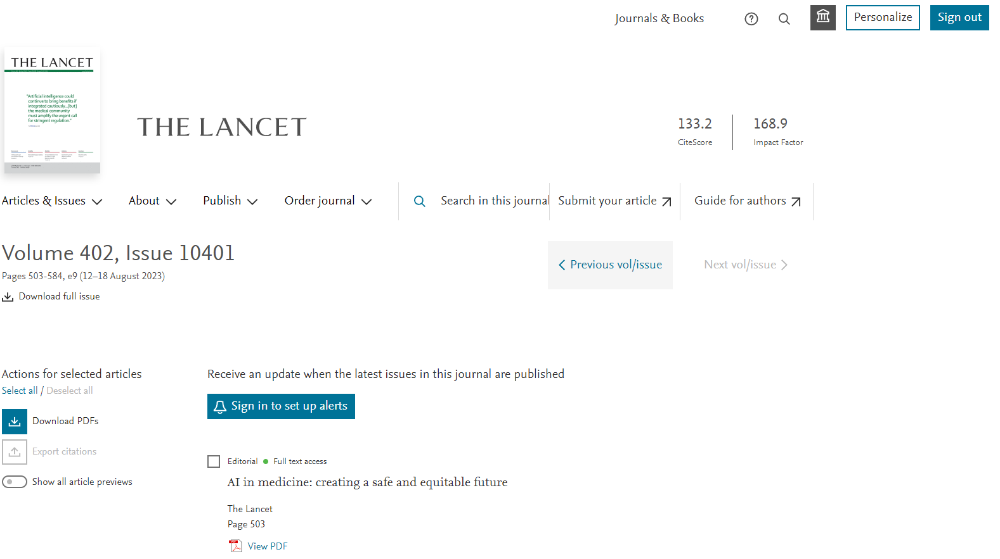 Journals & Books
Personalize
Sign out
THE LANCET
"Artificial intelligence could
continue to bring benefits if
integrated cautiously...[but]
the medical community
must amplify the urgent call
for stringent regulation."
THE LANCET
133.2
CiteScore
168.9
Impact Factor
Articles & Issues
About
Publish
Order journal
Search in this journal
Submit your article
Guide for authors
Volume 402, Issue 10401
Pages 503-584, e9 (12–18 August 2023)
Download full issue
Previous vol/issue
Next vol/issue
Actions for selected articles
Select all / Deselect all
Download PDFs
Export citations
Show all article previews
Receive an update when the latest issues in this journal are published
Sign in to set up alerts
Editorial Full text access
AI in medicine: creating a safe and equitable future
The Lancet
Page 503
View PDF